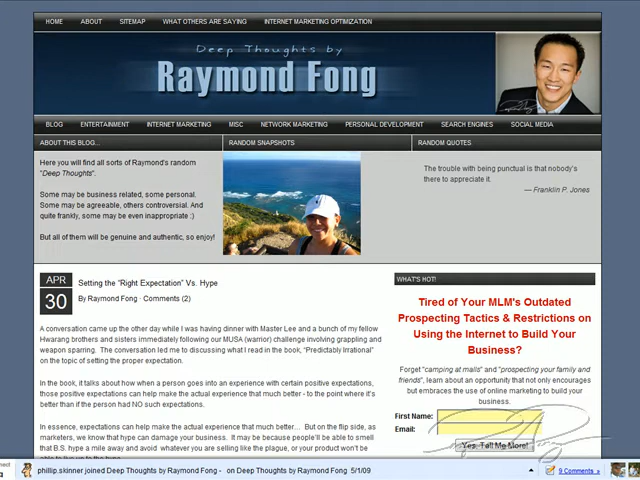 HOME ABOUT SITEMAP WHAT OTHERS ARE SAYING INTERNET MARKETING OPTIMIZATION
Deep Thoughts by
Raymond Fong
BLOG ENTERTAINMENT INTERNET MARKETING MISC NETWORK MARKETING PERSONAL DEVELOPMENT SEARCH ENGINES SOCIAL MEDIA
ABOUT THIS BLOG...
Here you will find all sorts of Raymond's random
"Deep Thoughts".
Some may be business related, some personal.
Some may be agreeable, others controversial. And
quite frankly, some may be even inappropriate :)
But all of them will be genuine and authentic, so enjoy!
RANDOM SNAPSHOTS
RANDOM QUOTES
The trouble with being punctual is that nobody's
there to appreciate it.
— Franklin P. Jones
APR
30
Setting the "Right Expectation" Vs. Hype
By Raymond Fong · Comments (2)
A conversation came up the other day while I was having dinner with Master Lee and a bunch of my fellow
Hwarang brothers and sisters immediately following our MUSA (warrior) challenge involving grappling and
weapon sparring. The conversation led me to discussing what I read in the book, "Predictably Irrational"
on the topic of setting the proper expectation.
In the book, it talks about how when a person goes into an experience with certain positive expectations,
those positive expectations can help make the actual experience that much better - to the point where it's
better than if the person had NO such expectations.
In essence, expectations can help make the actual experience that much better... But on the flip side, as
marketers, we know that hype can damage your business. It may be because people'll be able to smell
that B.S. hype a mile away and avoid whatever you are selling like the plague, or your product won't be
WHAT'S HOT!
Tired of Your MLM's Outdated
Prospecting Tactics & Restrictions on
Using the Internet to Build Your
Business?
Forget "camping at malls" and "prospecting your family and
friends", learn about an opportunity that not only encourages
but embraces the use of online marketing to build your
business.
First Name:
Email:
Yes, Tell Me More!
phillip.skinner joined Deep Thoughts by Raymond Fong - on Deep Thoughts by Raymond Fong 5/1/09
9 Comments »